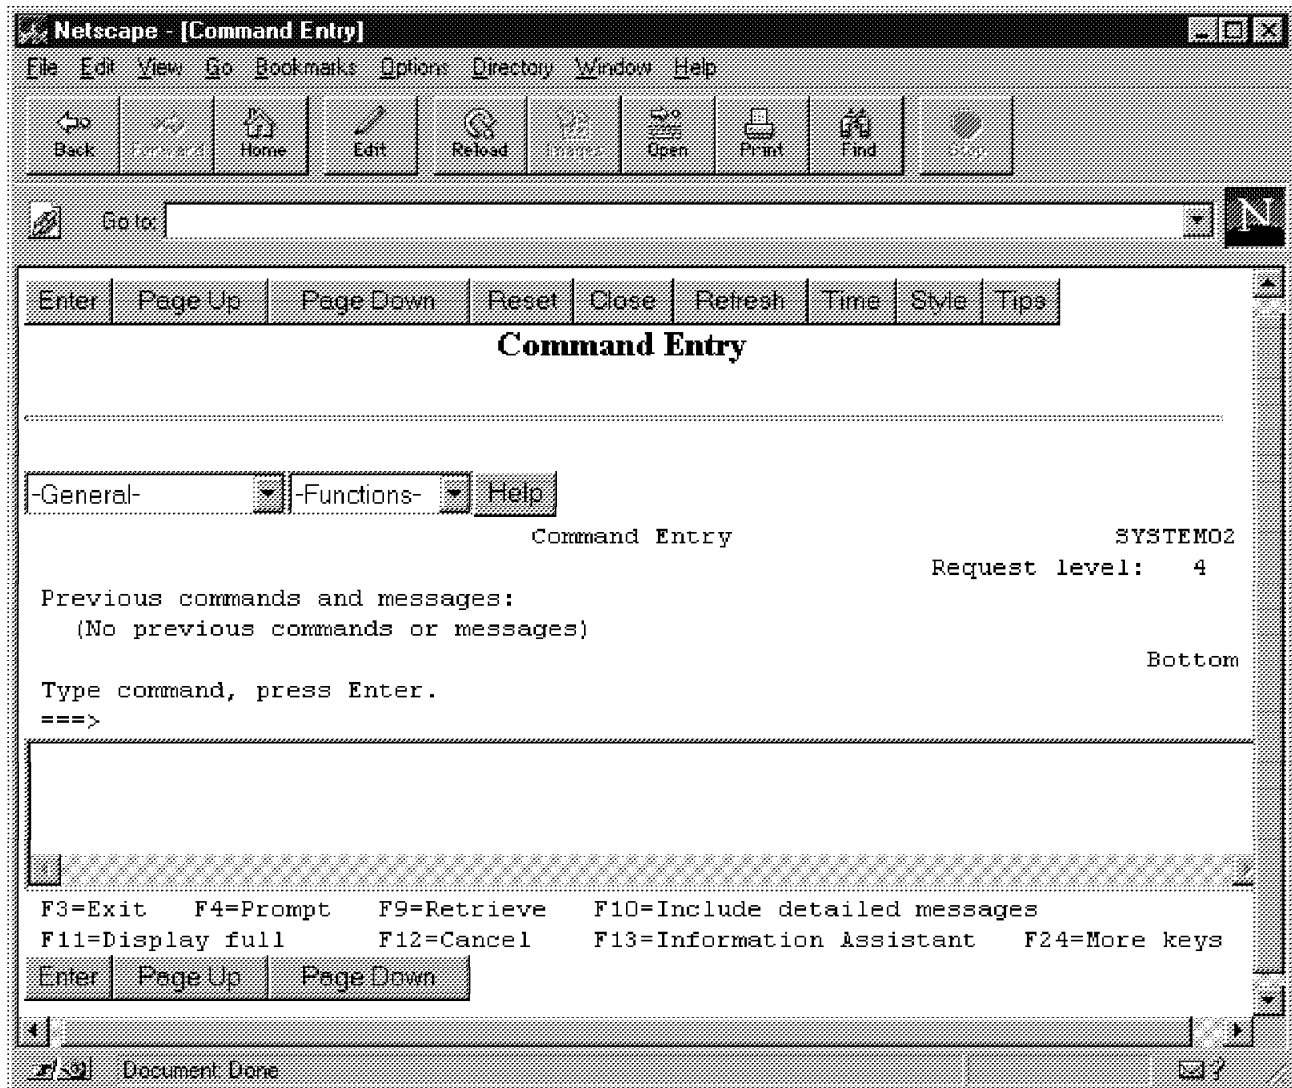 Netscape - [Command Entry]
File Edit View Go Bookmarks Options Directory Window Help
Back Forward Home Edit Reload Images Open Print Find Stop
Go to:
N
Enter Page Up Page Down Reset Close Refresh Time Style Tips
Command Entry
-General- -Functions- Help
Command Entry SYSTEM02
Request level: 4
Previous commands and messages:
(No previous commands or messages)
Bottom
Type command, press Enter.
===>
F3=Exit F4=Prompt F9=Retrieve F10=Include detailed messages
F11=Display full F12=Cancel F13=Information Assistant F24=More keys
Enter Page Up Page Down
Document: Done